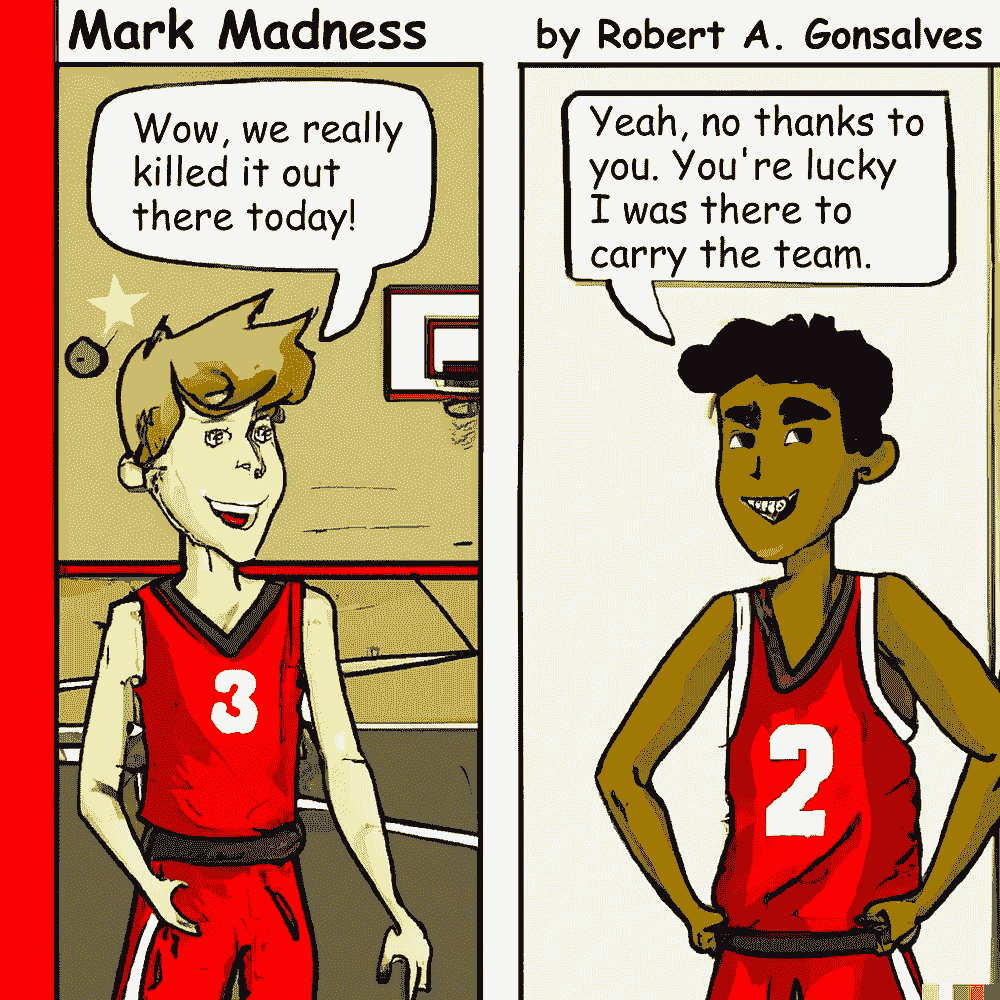 Mark Madness
by Robert A. Gonsalves
Wow, we really
killed it out
there today!
Yeah, no thanks to
you. You're lucky
I was there to
carry the team.
3
2